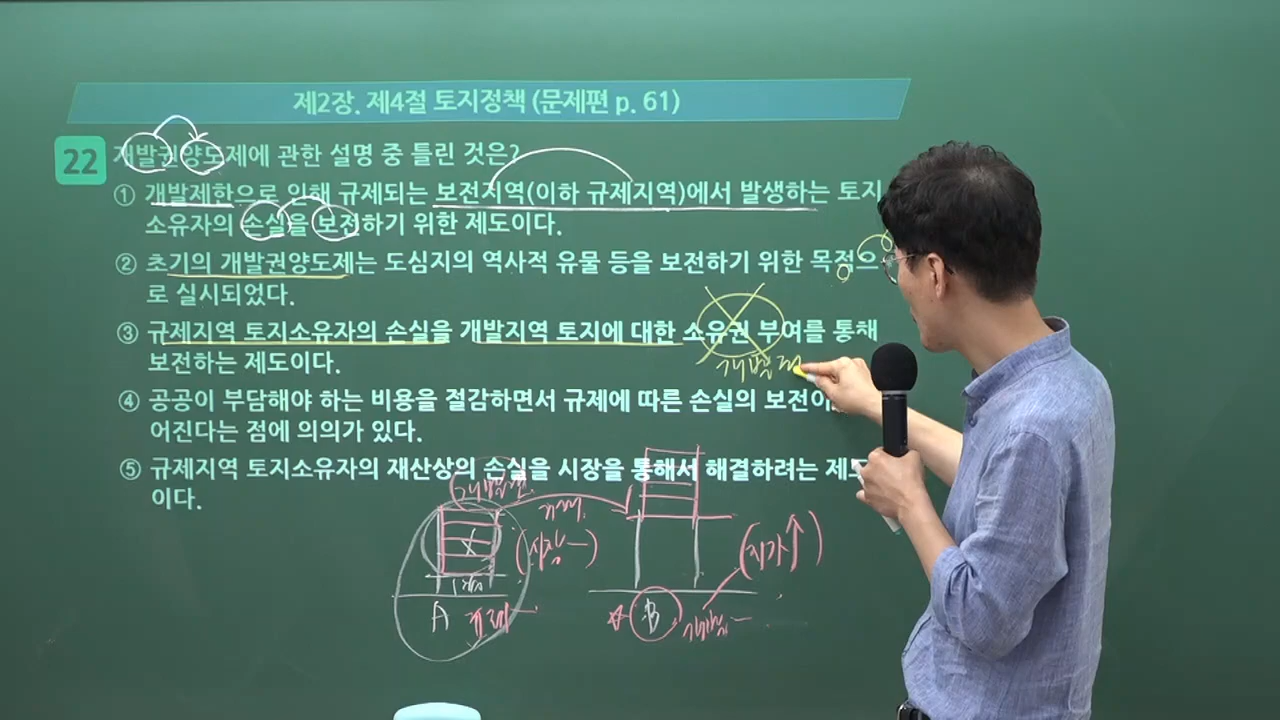 제2장. 제4절 토지정책 (문제편 p. 61)
22 개발권양도제에 관한 설명 중 틀린 것은?
① 개발제한으로 인해 규제되는 보전지역(이하 규제지역)에서 발생하는 토지
소유자의 손실을 보전하기 위한 제도이다.
② 초기의 개발권양도제는 도심지의 역사적 유물 등을 보전하기 위한 목적으
로 실시되었다.
③ 규제지역 토지소유자의 손실을 개발지역 토지에 대한 소유권 부여를 통해
보전하는 제도이다.
개발
④ 공공이 부담해야 하는 비용을 절감하면서 규제에 따른 손실의 보전이
어진다는 점에 의의가 있다.
⑤ 규제지역 토지소유자의 재산상의 손실을 시장을 통해서 해결하려는 제도
이다.
개발권
(시장
(지가↑)
A 규제
B